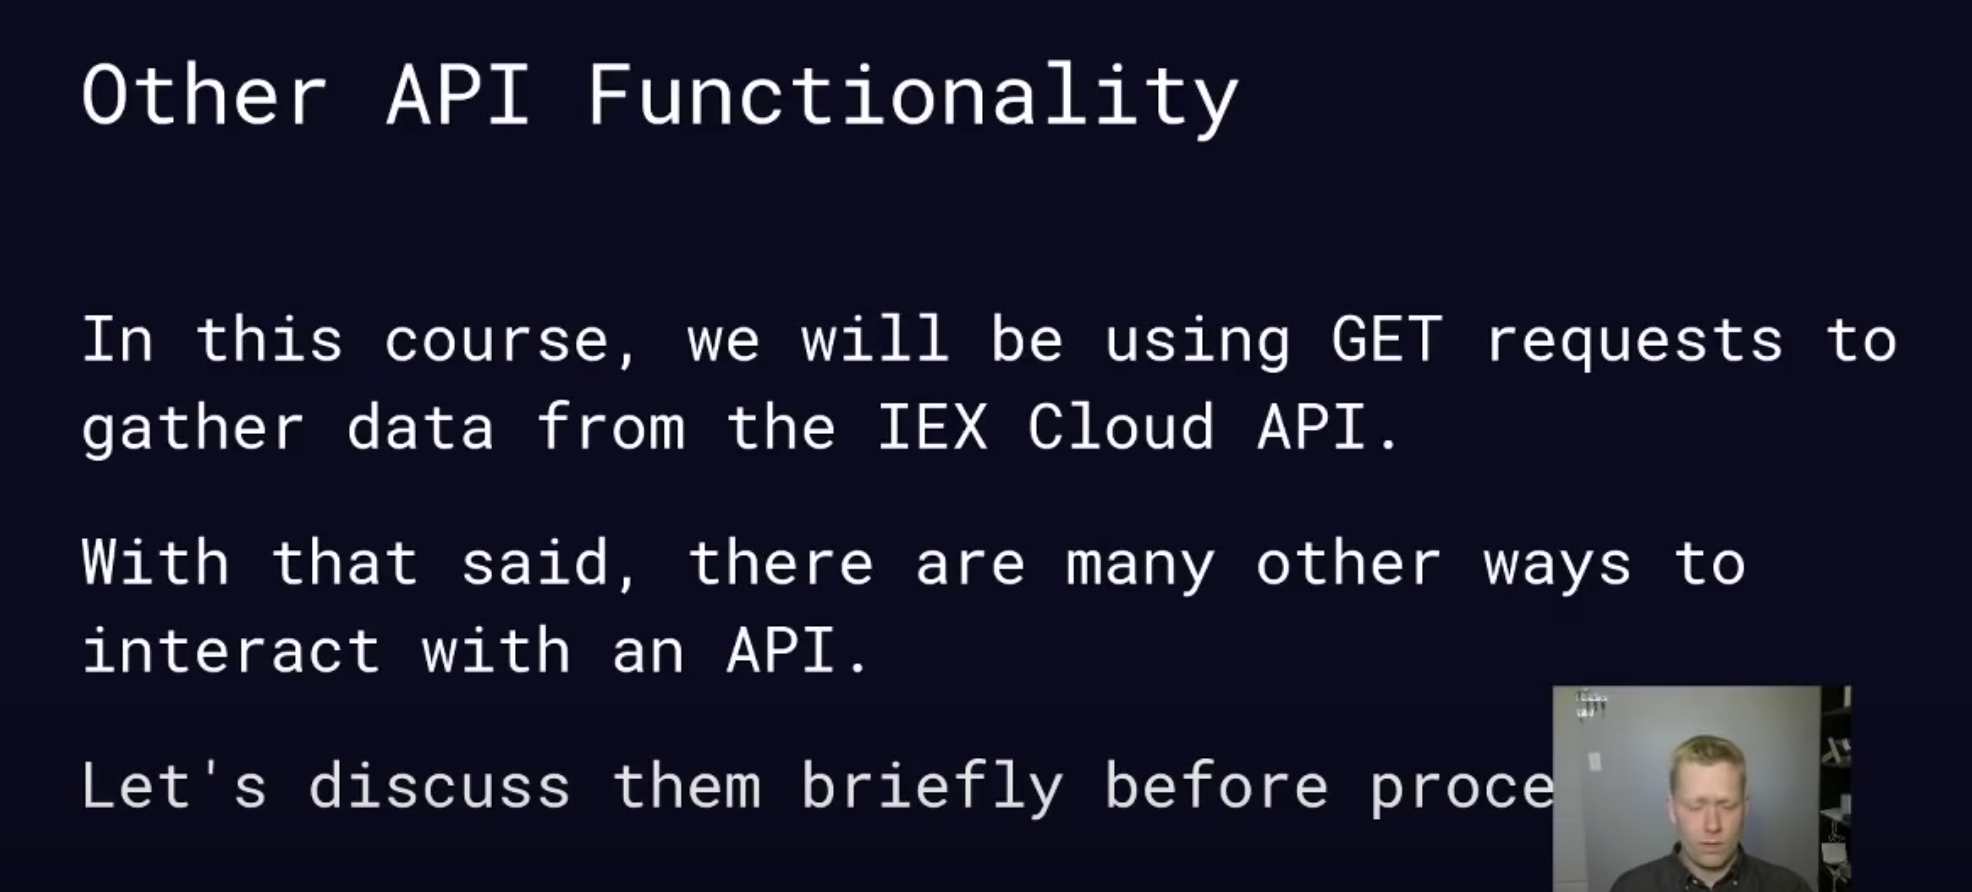 Other API Functionality
In this course, we will be using GET requests to
gather data from the IEX Cloud API.
With that said, there are many other ways to
interact with an API.
Let's discuss them briefly before proce